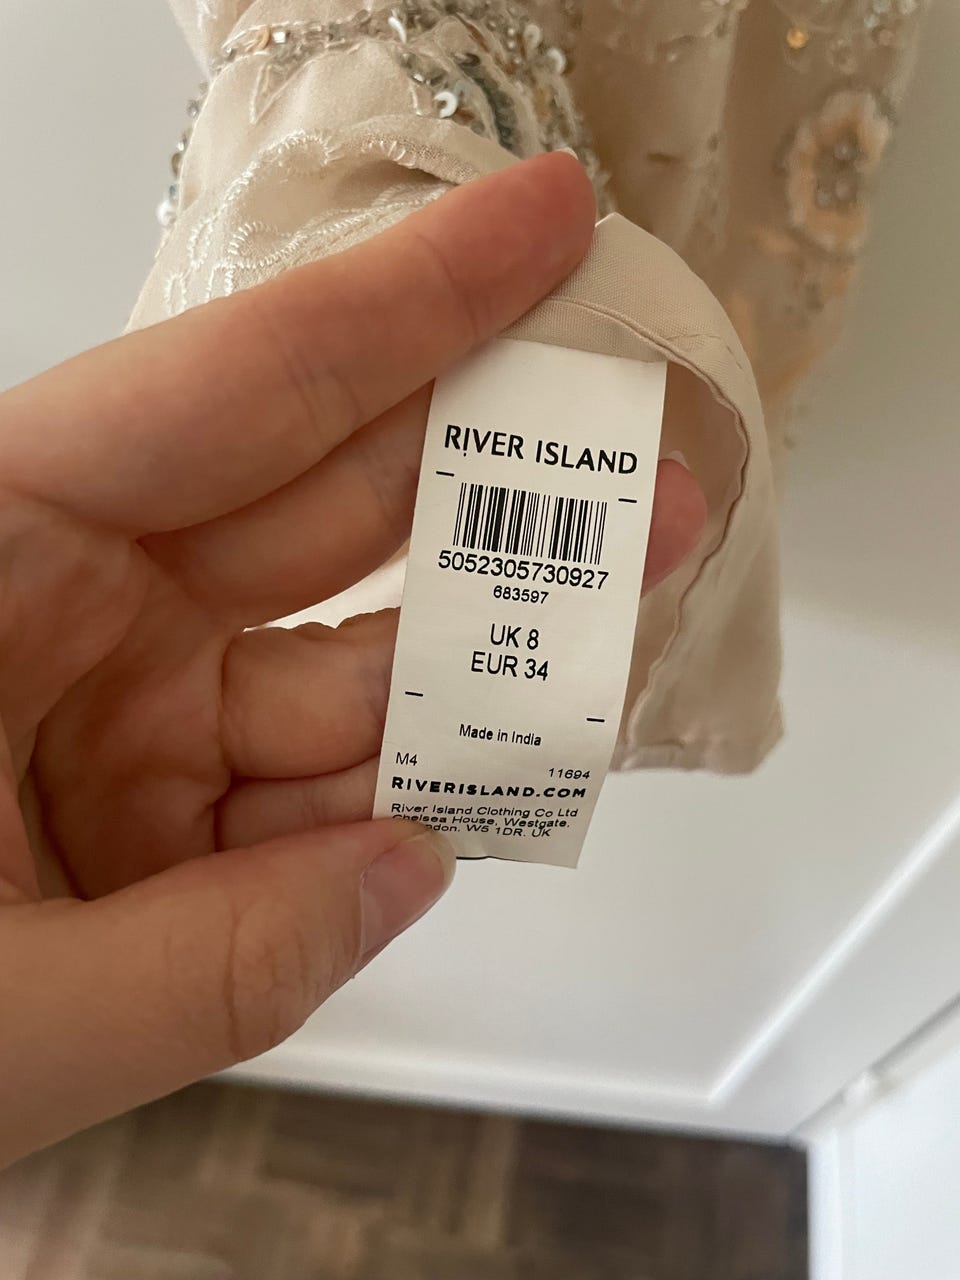 RIVER ISLAND
5052305730927
683597
UK 8
EUR 34
Made in India
M4 11694
RIVERISLAND.COM
River Island Clothing Co Ltd
Chelsea House, Westgate,
W5 1DR. UK